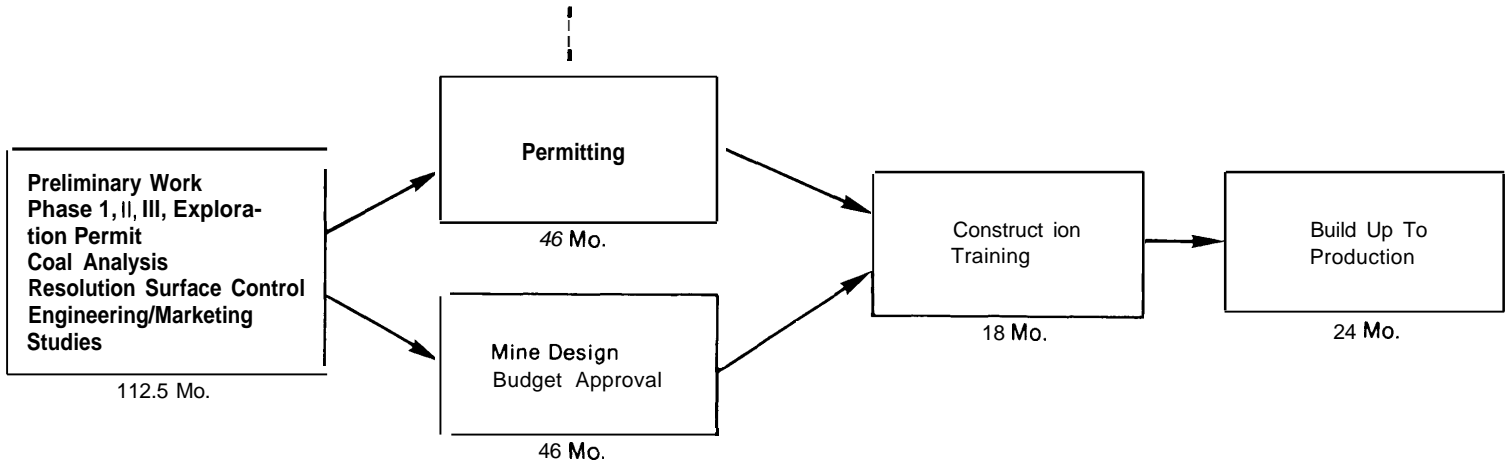 Preliminary Work
Phase 1, II, III, Explora-
tion Permit
Coal Analysis
Resolution Surface Control
Engineering/Marketing
Studies
112.5 Mo.
Permitting
46 Mo.
Mine Design
Budget Approval
46 Mo.
Construct ion
Training
18 Mo.
Build Up To
Production
24 Mo.